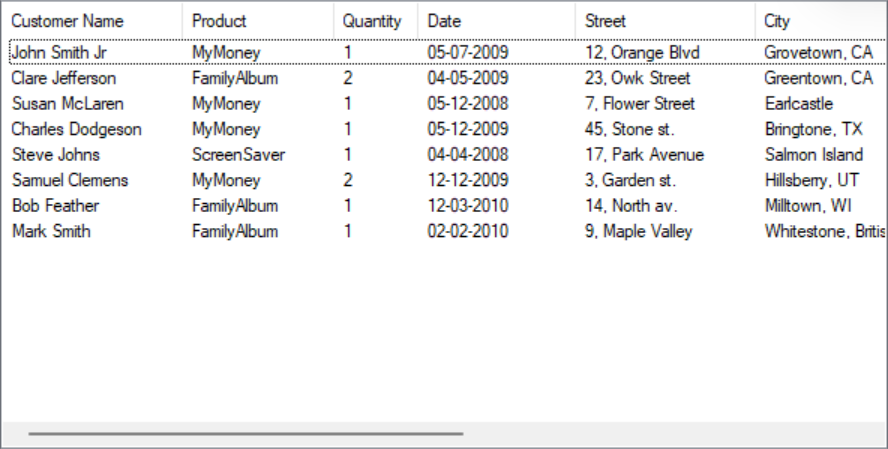 Customer Name Product Quantity Date Street City
John Smith Jr MyMoney 1 05-07-2009 12, Orange Blvd Grovetown, CA
Clare Jefferson FamilyAlbum 2 04-05-2009 23, Owk Street Greentown, CA
Susan McLaren MyMoney 1 05-12-2008 7, Flower Street Earlcastle
Charles Dodgeson MyMoney 1 05-12-2009 45, Stone st. Bringtone, TX
Steve Johns ScreenSaver 1 04-04-2008 17, Park Avenue Salmon Island
Samuel Clemens MyMoney 2 12-12-2009 3, Garden st. Hillsberry, UT
Bob Feather FamilyAlbum 1 12-03-2010 14, North av. Milltown, WI
Mark Smith FamilyAlbum 1 02-02-2010 9, Maple Valley Whitestone, Britis